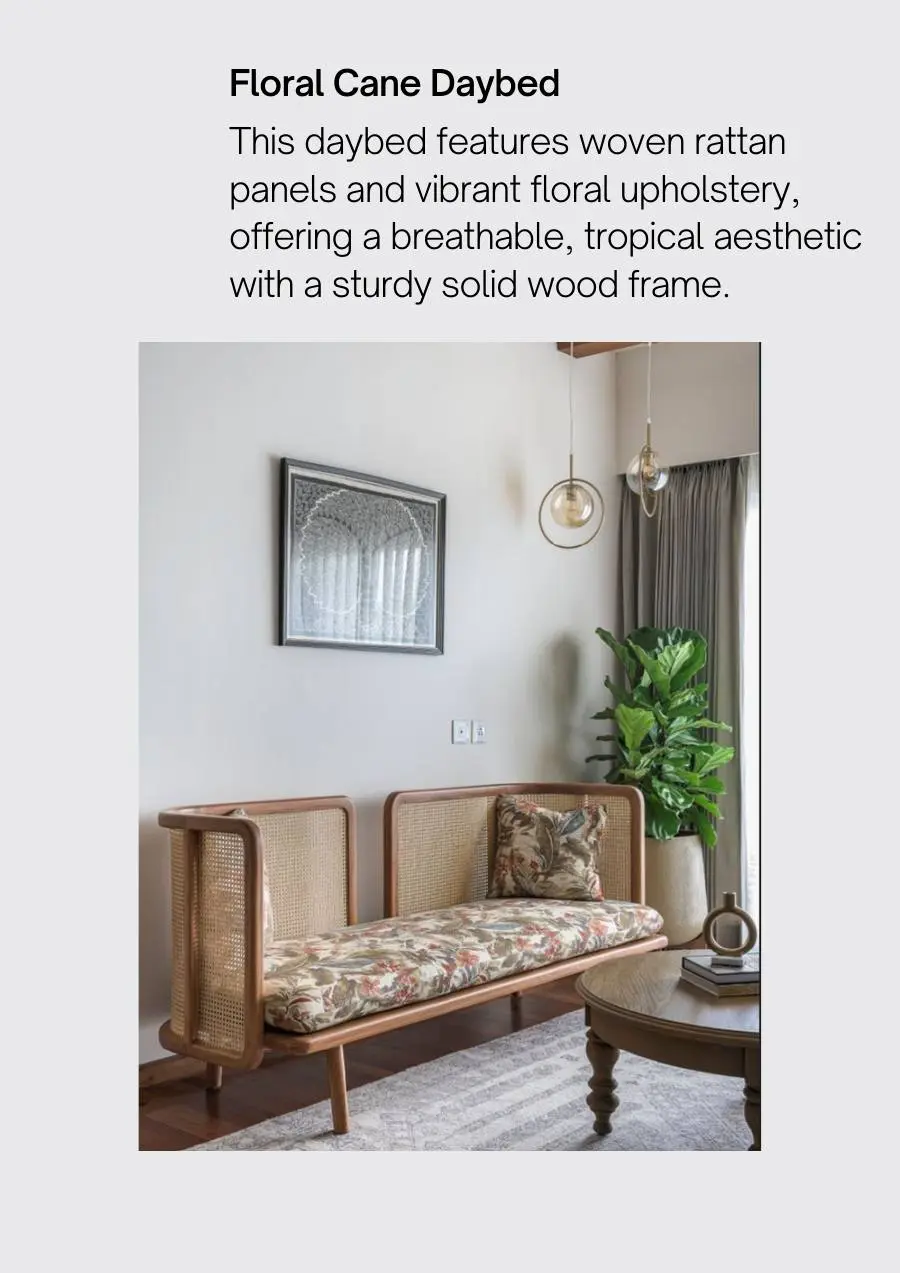 Floral Cane Daybed
This daybed features woven rattan
panels and vibrant floral upholstery,
offering a breathable, tropical aesthetic
with a sturdy solid wood frame.